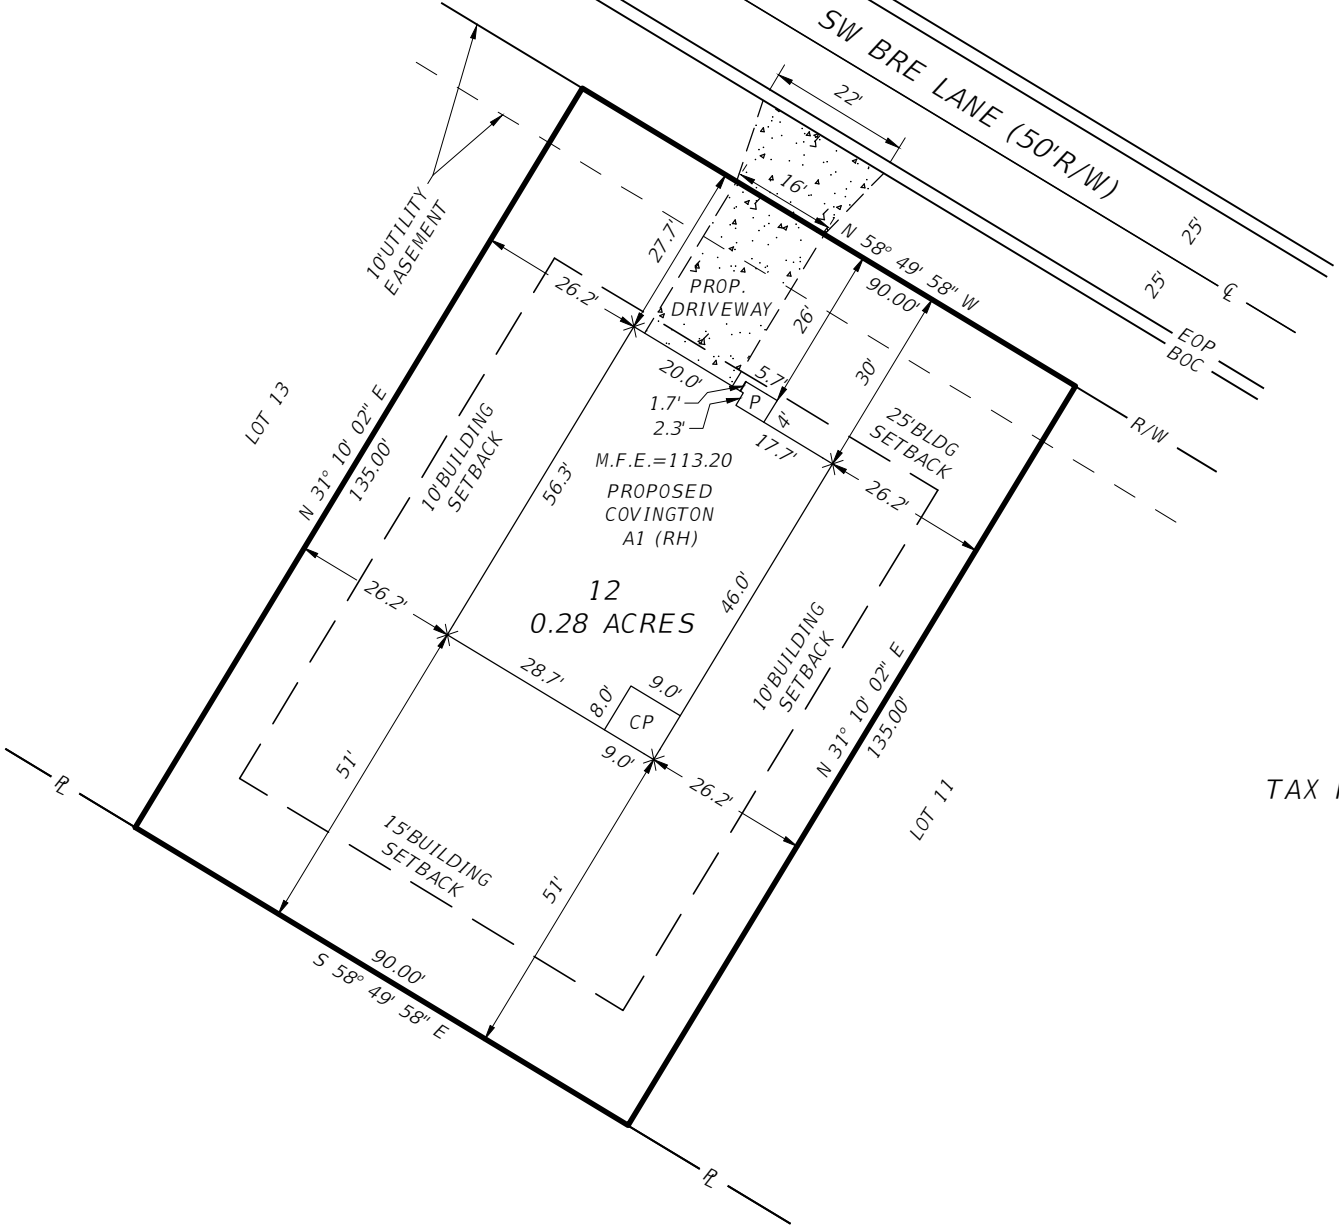 SW BRE LANE (50'R/W)
22'
16'
25'
25'
℄
EOP
BOC
R/W
10'UTILITY
EASEMENT
N 58° 49' 58" W
90.00'
27.7'
26.2'
PROP.
DRIVEWAY
26'
30'
20.0'
5.7'
1.7'
P
2.3'
4'
17.7'
25'BLDG
SETBACK
26.2'
LOT 13
N 31° 10' 02" E
135.00'
10'BUILDING
SETBACK
56.3'
M.F.E.=113.20
PROPOSED
COVINGTON
A1 (RH)
12
0.28 ACRES
46.0'
26.2'
28.7'
8.0'
9.0'
CP
9.0'
10'BUILDING
SETBACK
N 31° 10' 02" E
135.00'
LOT 11
26.2'
51'
51'
15'BUILDING
SETBACK
90.00'
S 58° 49' 58" E
PL
PL
TAX